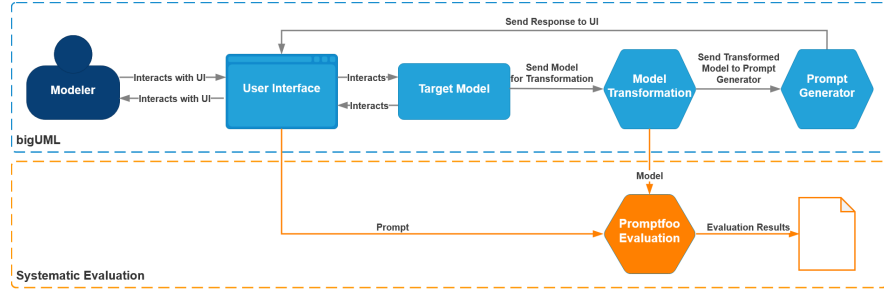 Send Response to UI
Modeler
Interacts with UI
Interacts with UI
User Interface
Interacts
Interacts
Target Model
Send Model
for Transformation
Model
Transformation
Send Transformed
Model to Prompt
Generator
Prompt
Generator
bigUML
Model
Prompt
Promptfoo
Evaluation
Evaluation Results
Systematic Evaluation